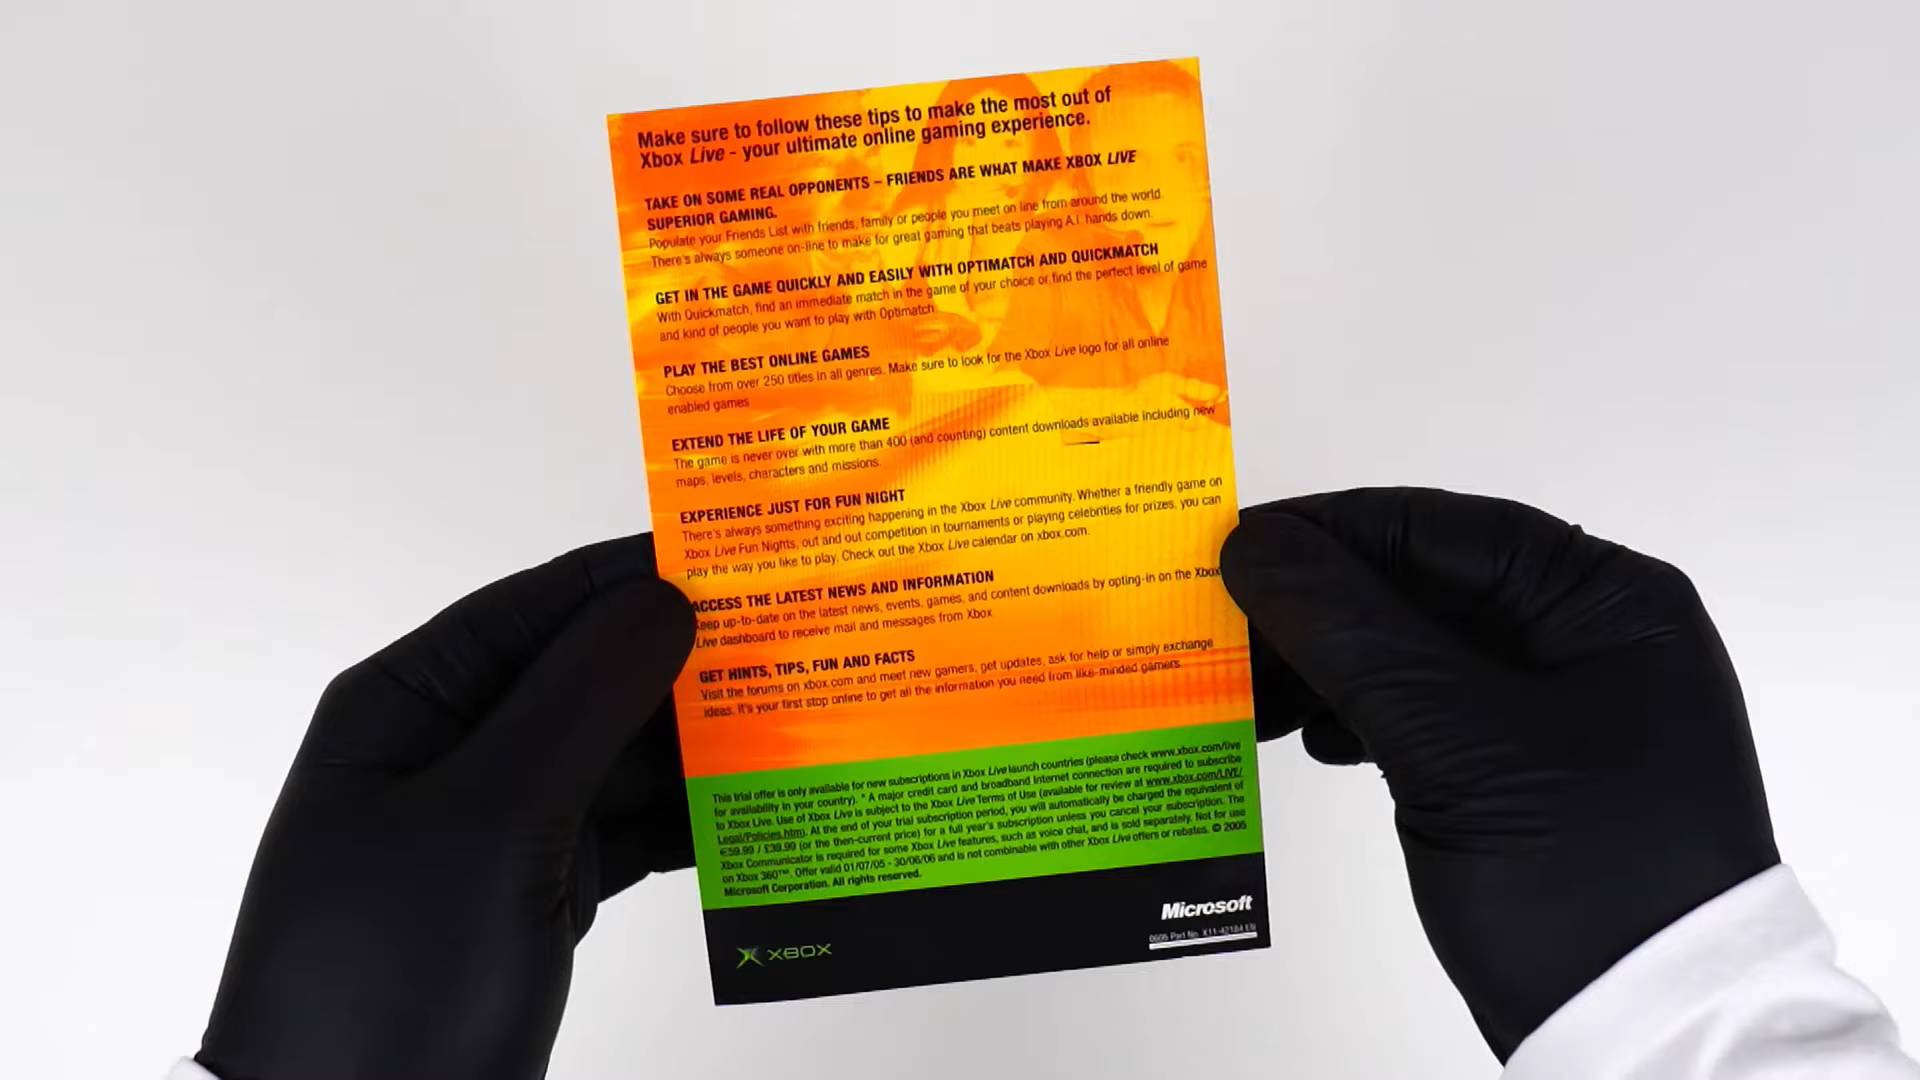 Make sure to follow these tips to make the most out of
Xbox Live - your ultimate online gaming experience.
TAKE ON SOME REAL OPPONENTS – FRIENDS ARE WHAT MAKE XBOX LIVE
SUPERIOR GAMING.
Populate your Friends List with friends, family or people you meet on line from around the world.
There's always someone on-line to make for great gaming that beats playing A.I. hands down.
GET IN THE GAME QUICKLY AND EASILY WITH OPTIMATCH AND QUICKMATCH
With Quickmatch, find an immediate match in the game of your choice or find the perfect level of game
and kind of people you want to play with Optimatch
PLAY THE BEST ONLINE GAMES
Choose from over 250 titles in all genres. Make sure to look for the Xbox Live logo for all online
enabled games
EXTEND THE LIFE OF YOUR GAME
The game is never over with more than 400 (and counting) content downloads available including new
maps, levels, characters and missions.
EXPERIENCE JUST FOR FUN NIGHT
There's always something exciting happening in the Xbox Live community. Whether a friendly game on
Xbox Live Fun Nights, out and out competition in tournaments or playing celebrities for prizes, you can
play the way you like to play. Check out the Xbox Live calendar on xbox.com.
ACCESS THE LATEST NEWS AND INFORMATION
Keep up-to-date on the latest news, events, games, and content downloads by opting-in on the Xbox
Live dashboard to receive mail and messages from Xbox
GET HINTS, TIPS, FUN AND FACTS
Visit the forums on xbox.com and meet new gamers, get updates, ask for help or simply exchange
ideas. It's your first stop online to get all the information you need from like-minded gamers.
This trial offer is only available for new subscriptions in Xbox Live launch countries (please check www.xbox.com/live
for availability in your country). * A major credit card and broadband Internet connection are required to subscribe
to Xbox Live. Use of Xbox Live is subject to the Xbox Live Terms of Use (available for review at www.xbox.com/LIVE/
Legal/Policies.htm). At the end of your trial subscription period, you will automatically be charged the equivalent of
€59.99 / £39.99 (or the then-current price) for a full year's subscription unless you cancel your subscription. The
Xbox Communicator is required for some Xbox Live features, such as voice chat, and is sold separately. Not for use
on Xbox 360™. Offer valid 01/07/05 - 30/06/06 and is not combinable with other Xbox Live offers or rebates. © 2005
Microsoft Corporation. All rights reserved.
Microsoft
0605 Part No. X11-42184 EN
XBOX